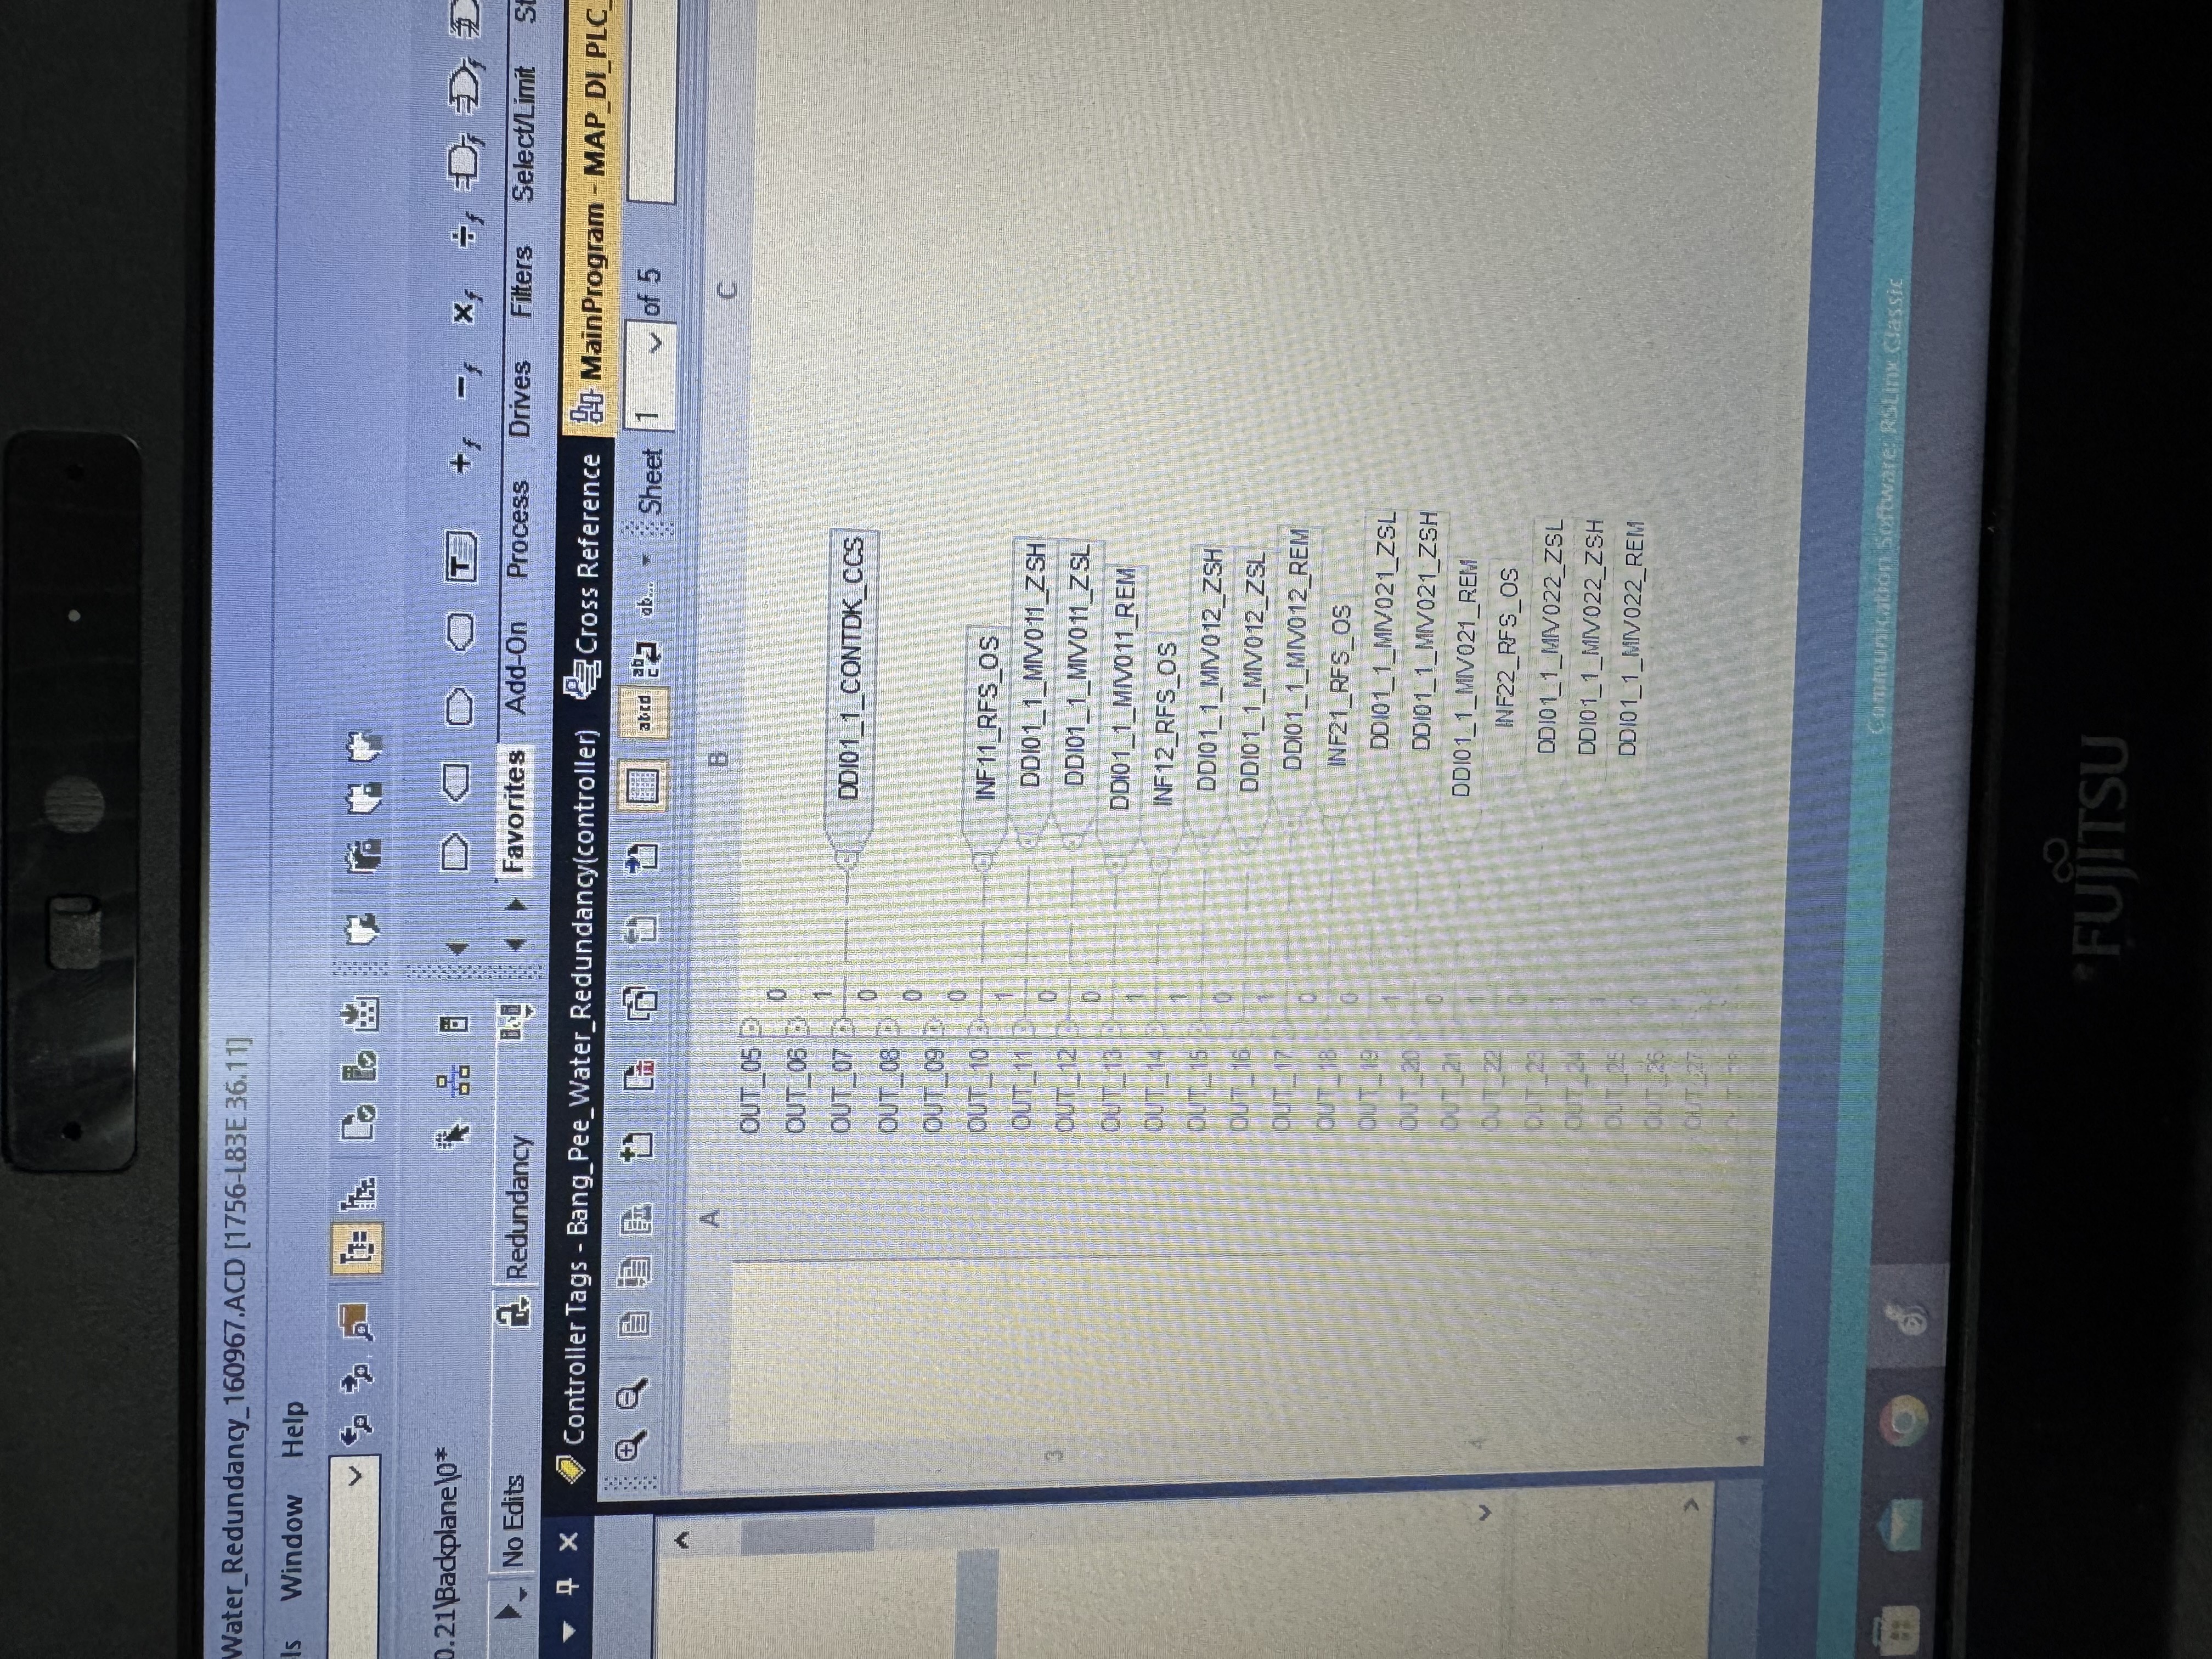 Water_Redundancy_160967.ACD [1756-L83E 36.11]
ls Window Help
0.21\Backplane\0*
No Edits Redundancy
Favorites Add-On Process Drives Filters Select/Limit St
Controller Tags - Bang_Pee_Water_Redundancy(controller) Cross Reference MainProgram - MAP_DI_PLC_
abcd ab c ab... Sheet 1 of 5
A B C
OUT_05
0
OUT_06
1
OUT_07 DDI01_1_CONTDK_CCS
0
OUT_08
0
OUT_09
0
OUT_10 INF11_RFS_OS
1
OUT_11 DDI01_1_MIV011_ZSH
3
0
OUT_12 DDI01_1_MIV011_ZSL
0
OUT_13 DDI01_1_MIV011_REM
1
OUT_14 INF12_RFS_OS
1
OUT_15 DDI01_1_MIV012_ZSH
0
OUT_16 DDI01_1_MIV012_ZSL
1
OUT_17 DDI01_1_MIV012_REM
0
OUT_18 INF21_RFS_OS
0
OUT_19 DDI01_1_MIV021_ZSL
1
OUT_20 DDI01_1_MIV021_ZSH
0
OUT_21 DDI01_1_MIV021_REM
4
1
OUT_22 INF22_RFS_OS
0
OUT_23 DDI01_1_MIV022_ZSL
1
OUT_24 DDI01_1_MIV022_ZSH
1
OUT_25 DDI01_1_MIV022_REM
0
OUT_26
OUT_27
Communication Software: RSLinx Classic
FUJITSU